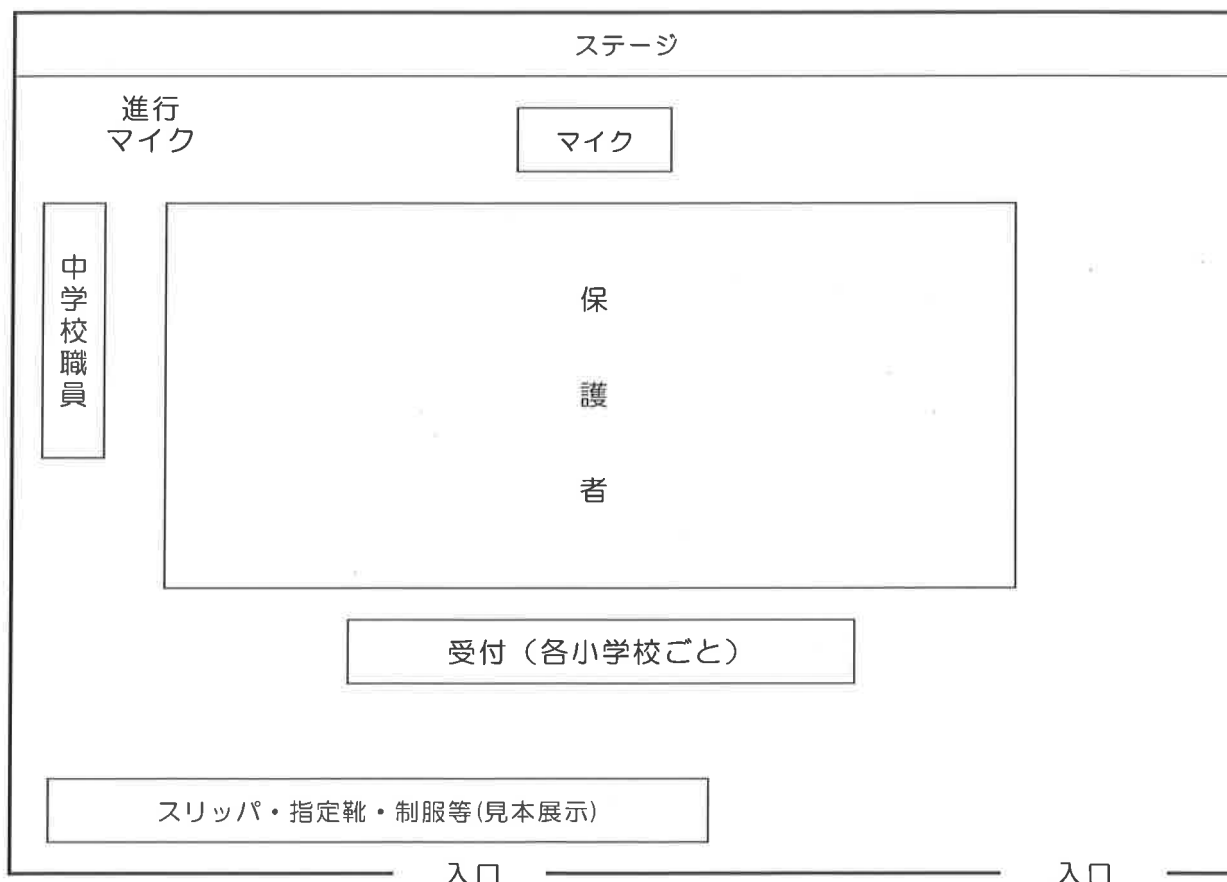 ステージ
進行
マイク
マイク
中学校職員
保護者
受付（各小学校ごと）
スリッパ・指定靴・制服等(見本展示)
入口
入口